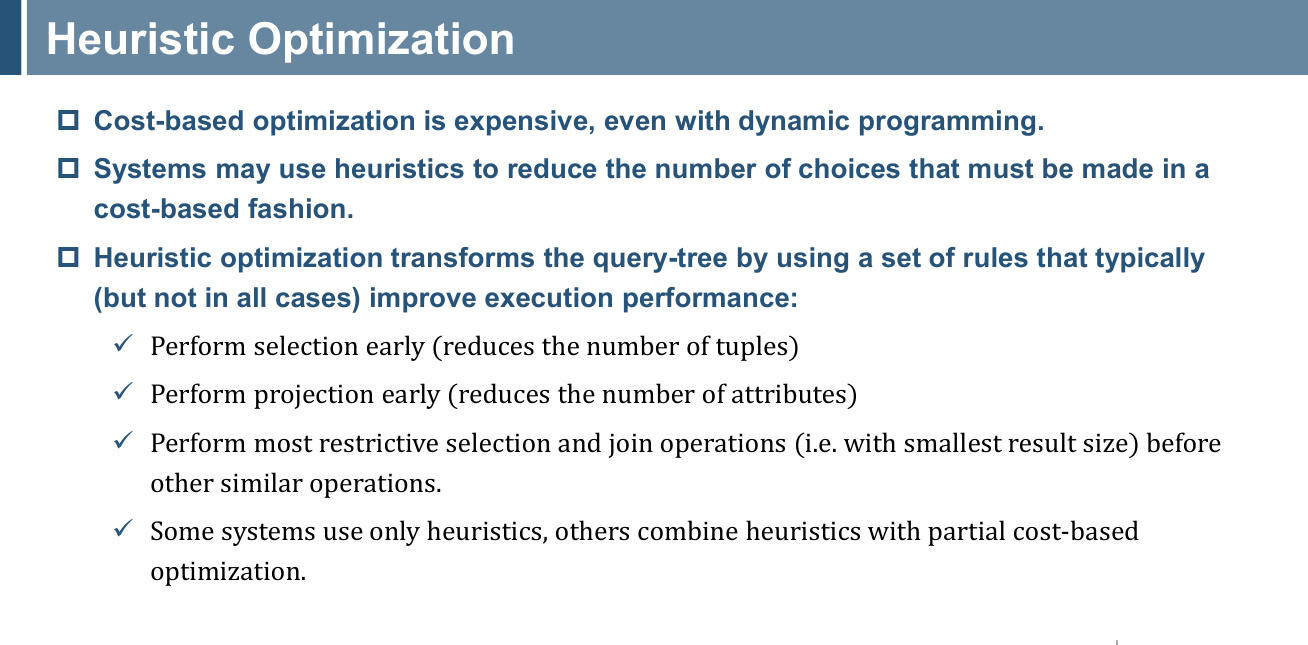 Heuristic Optimization
Cost-based optimization is expensive, even with dynamic programming.
Systems may use heuristics to reduce the number of choices that must be made in a
cost-based fashion.
Heuristic optimization transforms the query-tree by using a set of rules that typically
(but not in all cases) improve execution performance:
✓ Perform selection early (reduces the number of tuples)
✓ Perform projection early (reduces the number of attributes)
✓ Perform most restrictive selection and join operations (i.e. with smallest result size) before
other similar operations.
✓ Some systems use only heuristics, others combine heuristics with partial cost-based
optimization.